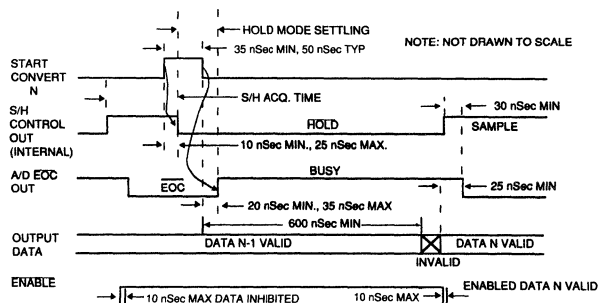 HOLD MODE SETTLING
35 nSec MIN, 50 nSec TYP
NOTE: NOT DRAWN TO SCALE
START
CONVERT
N
S/H ACQ. TIME
S/H
CONTROL
OUT
(INTERNAL)
HOLD
30 nSec MIN
SAMPLE
10 nSec MIN., 25 nSec MAX.
A/D EOC
OUT
EOC
BUSY
25 nSec MIN
20 nSec MIN., 35 nSec MAX
600 nSec MIN
OUTPUT
DATA
DATA N-1 VALID
DATA N VALID
INVALID
ENABLE
10 nSec MAX DATA INHIBITED
10 nSec MAX
ENABLED DATA N VALID